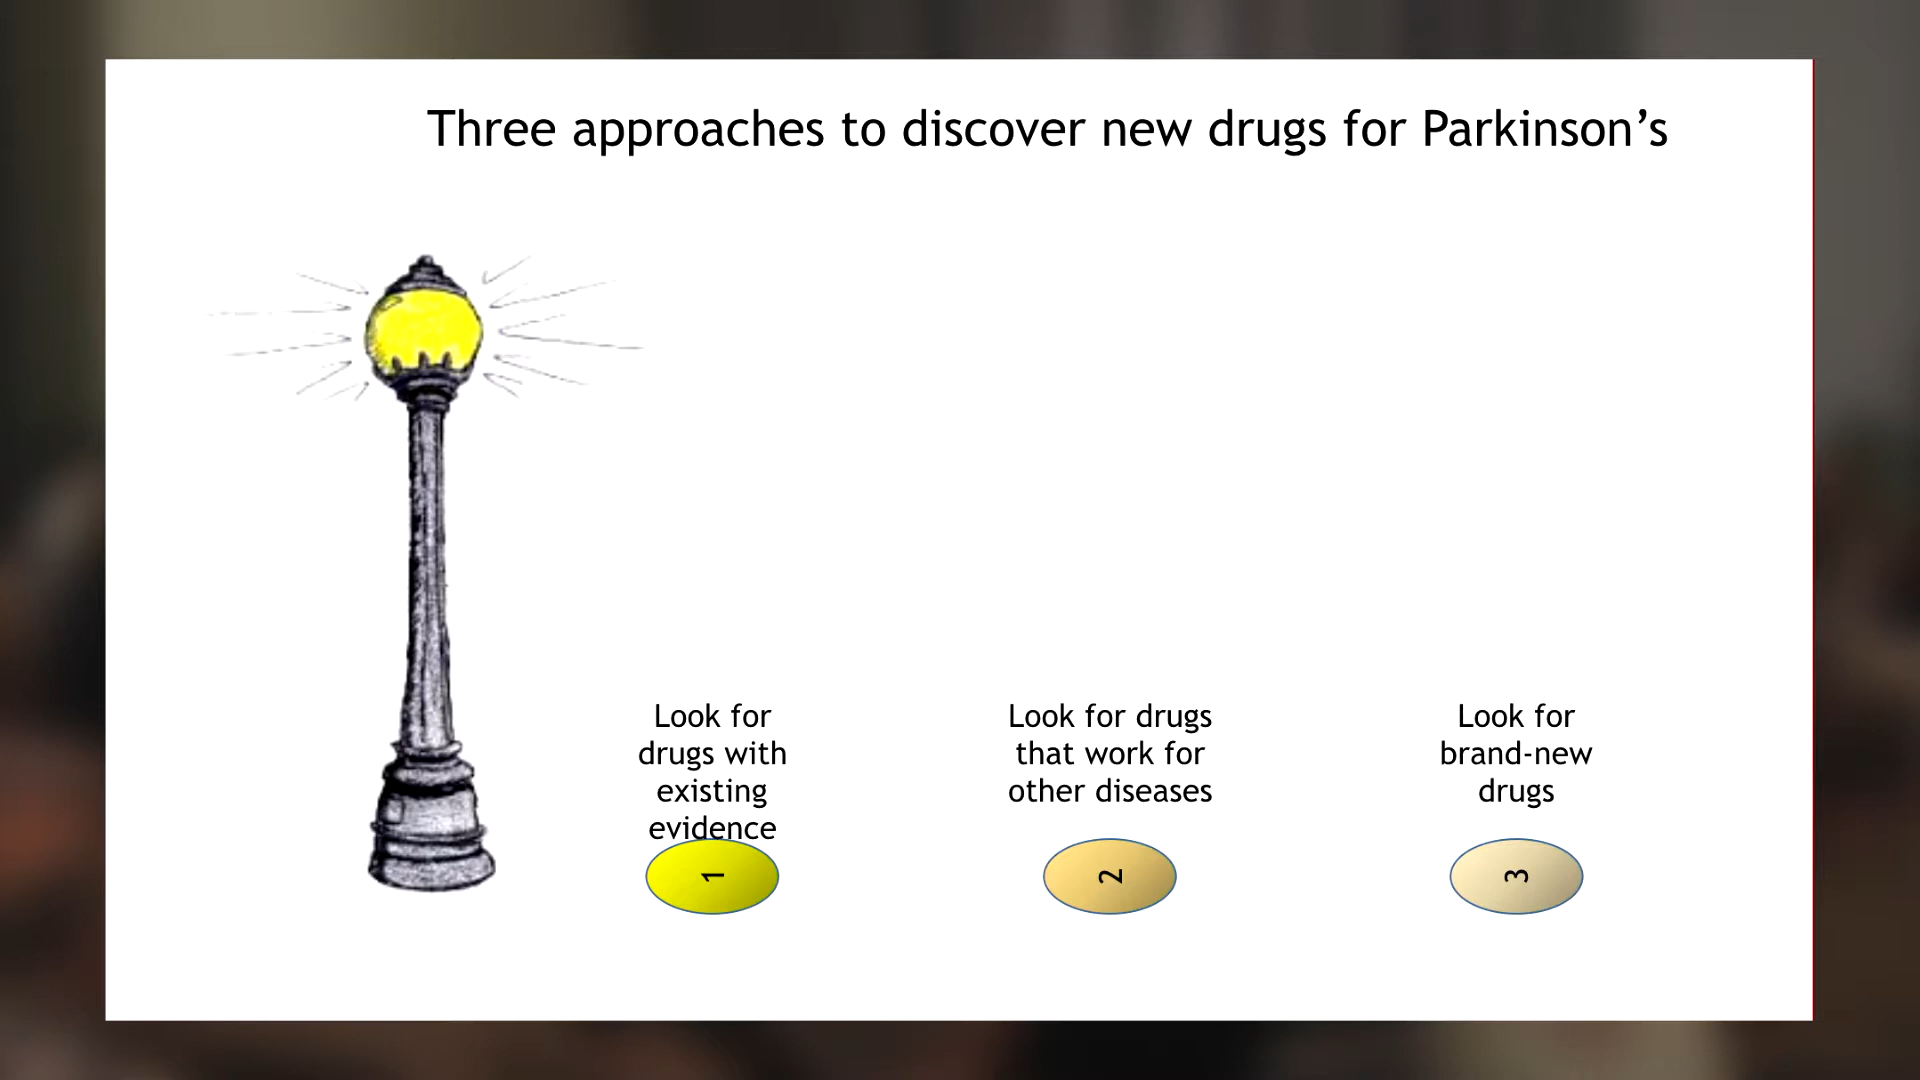 Three approaches to discover new drugs for Parkinson’s
Look for
drugs with
existing
evidence
1
Look for drugs
that work for
other diseases
2
Look for
brand-new
drugs
3